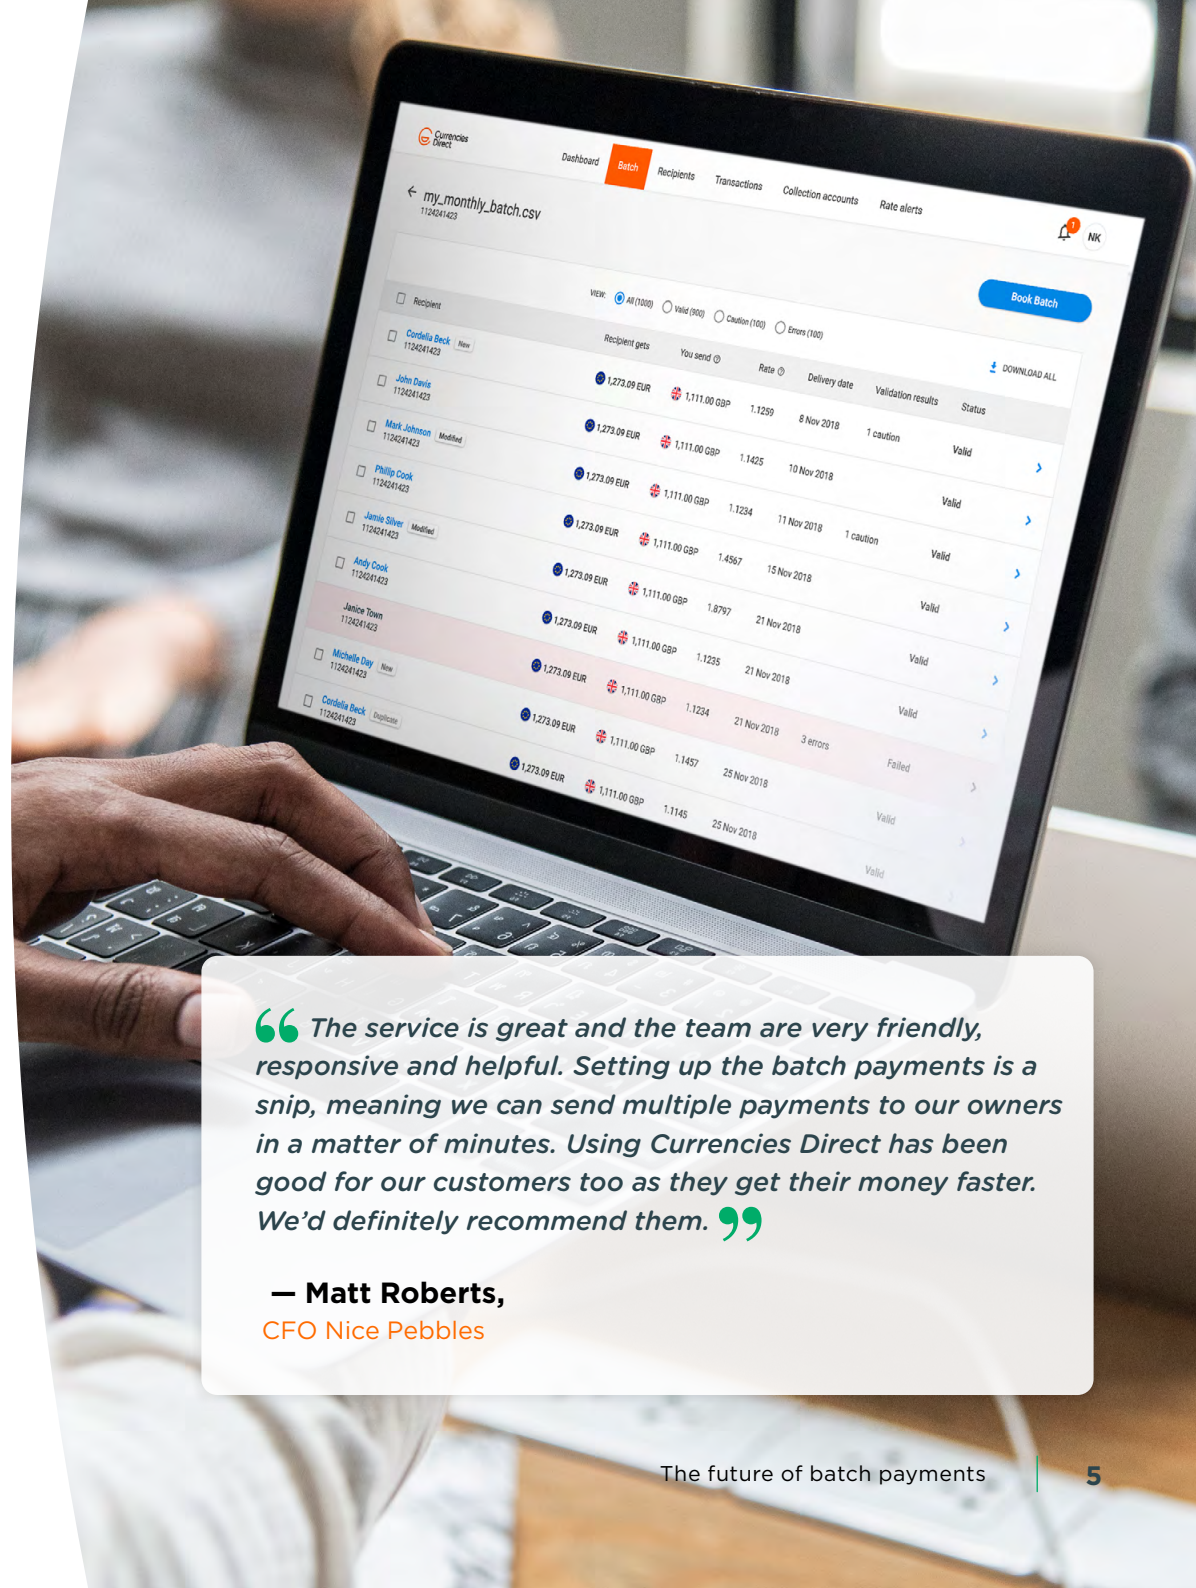 Currencies
Direct
Dashboard Batch Recipients Transactions Collection accounts Rate alerts
1 NK
← my_monthly_batch.csv
1124241423
Book Batch
VIEW: All (1000) Valid (900) Caution (100) Errors (100)
DOWNLOAD ALL
Recipient Recipient gets You send Rate Delivery date Validation results Status
Cordelia Beck New
1124241423
1,273.09 EUR 1,111.00 GBP 1.1259 8 Nov 2018 1 caution Valid
John Davis
1124241423
1,273.09 EUR 1,111.00 GBP 1.1425 10 Nov 2018 Valid
Mark Johnson Modified
1124241423
1,273.09 EUR 1,111.00 GBP 1.1234 11 Nov 2018 1 caution Valid
Phillip Cook
1124241423
1,273.09 EUR 1,111.00 GBP 1.4567 15 Nov 2018 Valid
Jamie Silver Modified
1124241423
1,273.09 EUR 1,111.00 GBP 1.8797 21 Nov 2018 Valid
Andy Cook
1124241423
1,273.09 EUR 1,111.00 GBP 1.1235 21 Nov 2018 Valid
Janice Town
1124241423
1,273.09 EUR 1,111.00 GBP 1.1234 21 Nov 2018 3 errors Failed
Michelle Day New
1124241423
1,273.09 EUR 1,111.00 GBP 1.1457 25 Nov 2018 Valid
Cordelia Beck Duplicate
1124241423
1,273.09 EUR 1,111.00 GBP 1.1145 25 Nov 2018 Valid
“ The service is great and the team are very friendly,
responsive and helpful. Setting up the batch payments is a
snip, meaning we can send multiple payments to our owners
in a matter of minutes. Using Currencies Direct has been
good for our customers too as they get their money faster.
We’d definitely recommend them. ”
— Matt Roberts,
CFO Nice Pebbles
The future of batch payments 5